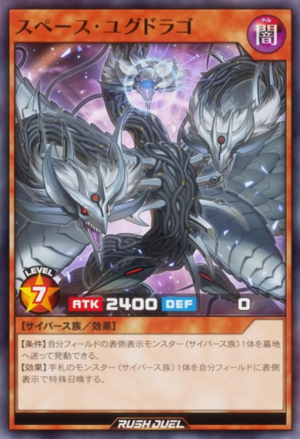 スペース・ユグドラゴ
やみ
闇
LEVEL
7
ATK 2400 DEF 0
【サイバース族／効果】
【条件】自分フィールドの表側表示モンスター(サイバース族)1体を墓地
へ送って発動できる。
【効果】手札のモンスター(サイバース族)1体を自分フィールドに表側
表示で特殊召喚する。
RUSH DUEL